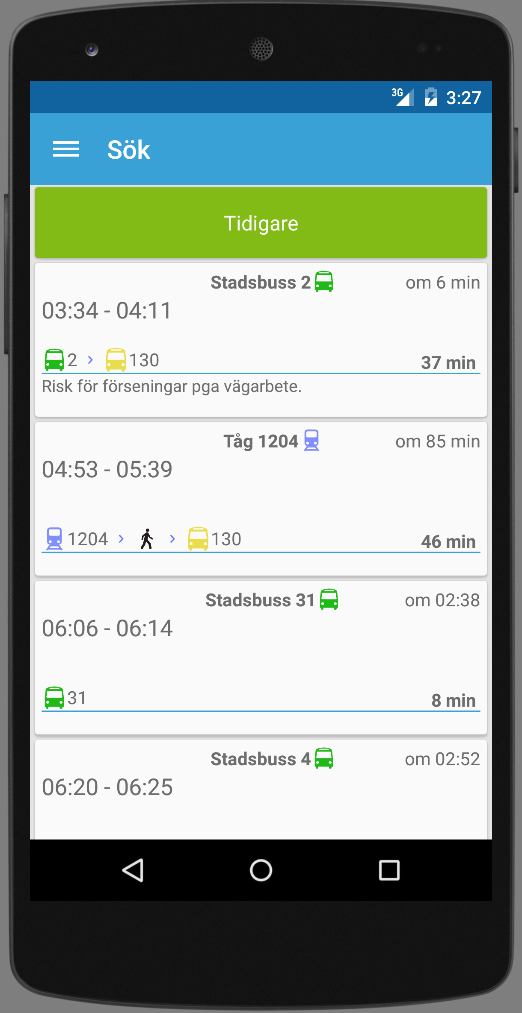 3G 3:27
Sök
Tidigare
Stadsbuss 2 om 6 min
03:34 - 04:11
2 > 130 37 min
Risk för förseningar pga vägarbete.
Tåg 1204 om 85 min
04:53 - 05:39
1204 > > 130 46 min
Stadsbuss 31 om 02:38
06:06 - 06:14
31 8 min
Stadsbuss 4 om 02:52
06:20 - 06:25